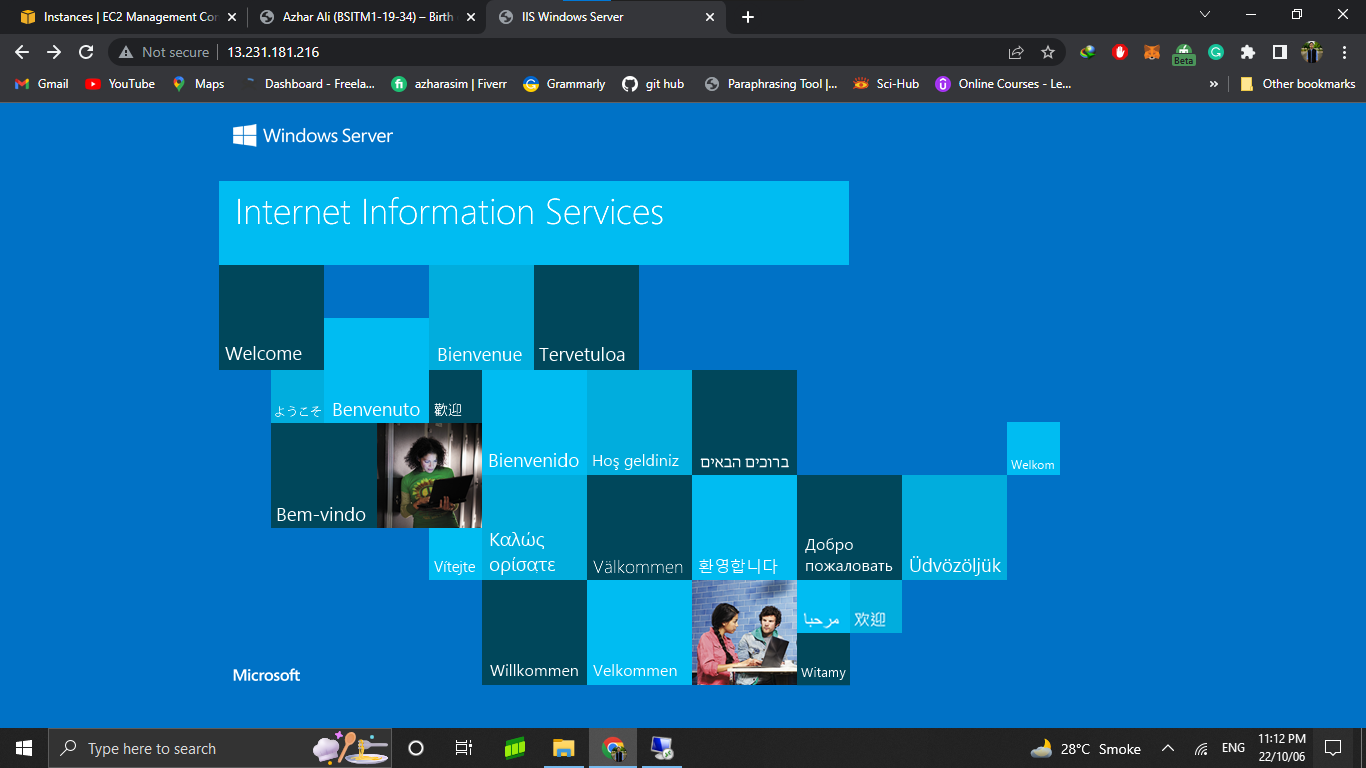 Instances | EC2 Management Con
Azhar Ali (BSITM1-19-34) – Birth
IIS Windows Server
Not secure
13.231.181.216
Beta
Gmail
YouTube
Maps
Dashboard - Freela...
azharasim | Fiverr
Grammarly
git hub
Paraphrasing Tool |...
Sci-Hub
Online Courses - Le...
Other bookmarks
Windows Server
Internet Information Services
Welcome
Bienvenue
Tervetuloa
ようこそ
Benvenuto
歡迎
Bienvenido
Hoş geldiniz
ברוכים הבאים
Welkom
Bem-vindo
Vítejte
Καλώς
ορίσατε
Välkommen
환영합니다
Добро
пожаловать
Üdvözöljük
Willkommen
Velkommen
مرحبا
欢迎
Witamy
Microsoft
Type here to search
28°C Smoke
ENG
11:12 PM
22/10/06